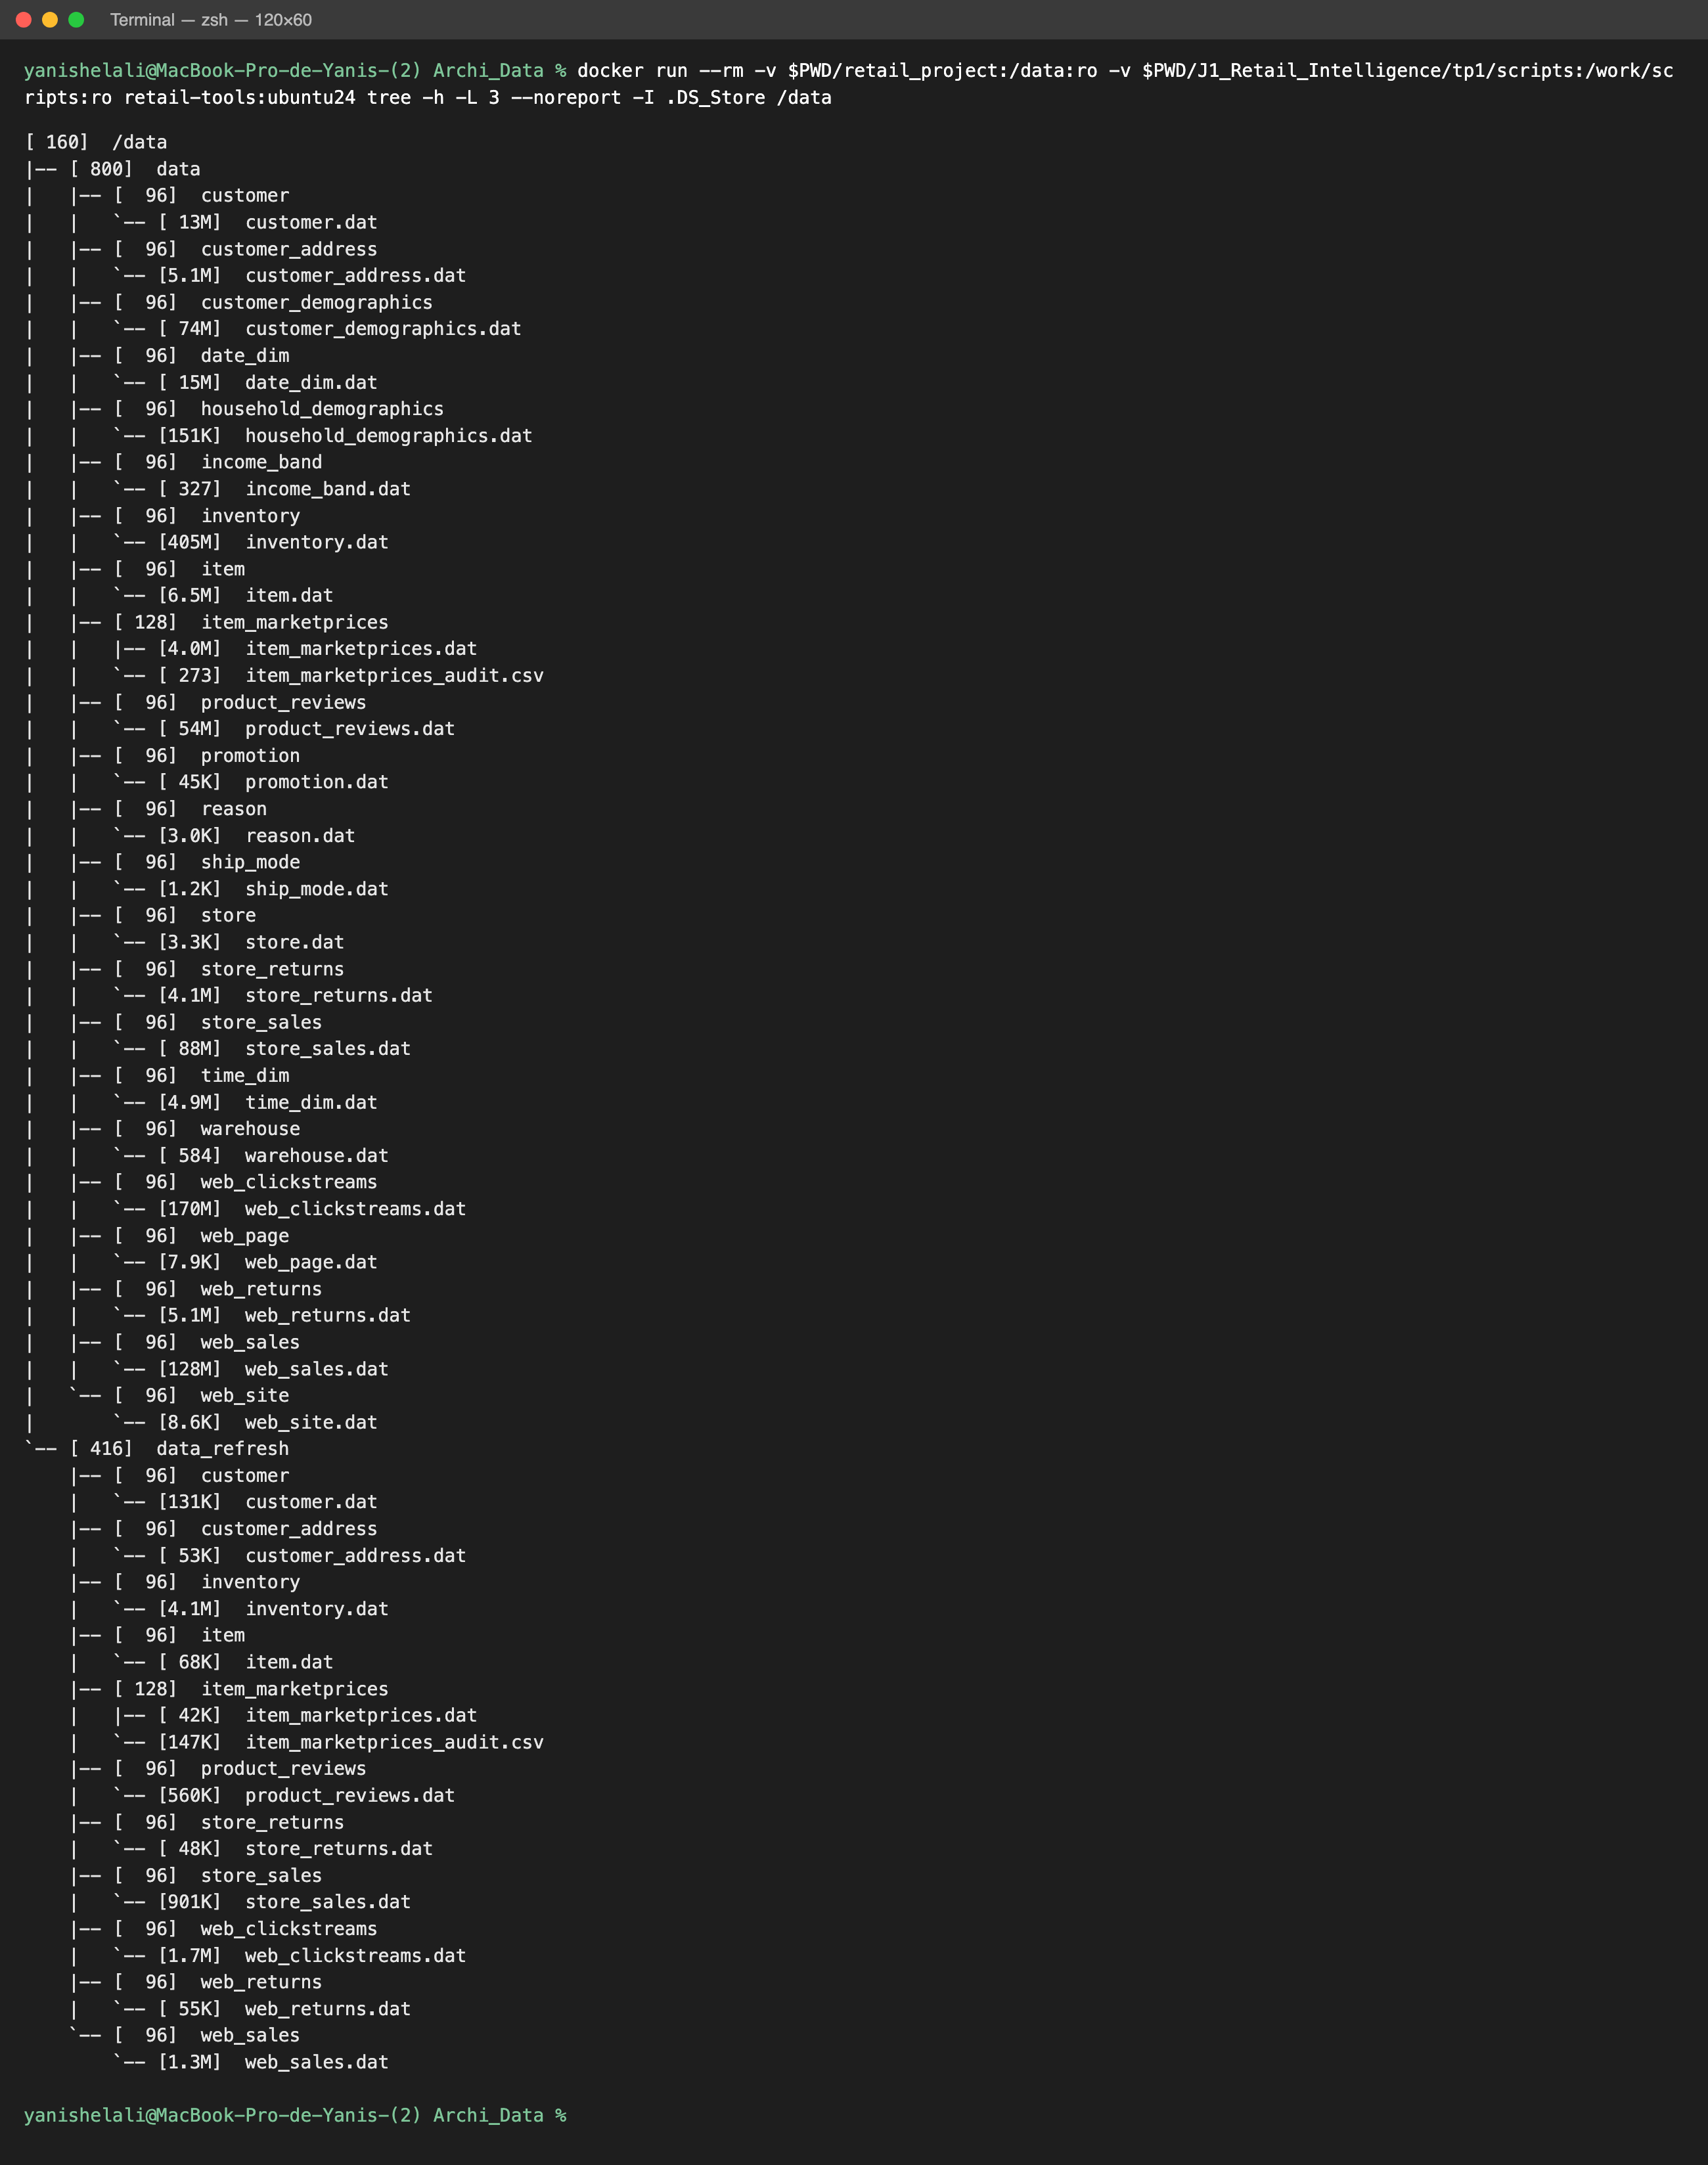 Terminal — zsh — 120×60
yanishelali@MacBook-Pro-de-Yanis-(2) Archi_Data % docker run --rm -v $PWD/retail_project:/data:ro -v $PWD/J1_Retail_Intelligence/tp1/scripts:/work/sc
ripts:ro retail-tools:ubuntu24 tree -h -L 3 --noreport -I .DS_Store /data
[ 160]  /data
|-- [ 800]  data
|   |-- [  96]  customer
|   |   `-- [ 13M]  customer.dat
|   |-- [  96]  customer_address
|   |   `-- [5.1M]  customer_address.dat
|   |-- [  96]  customer_demographics
|   |   `-- [ 74M]  customer_demographics.dat
|   |-- [  96]  date_dim
|   |   `-- [ 15M]  date_dim.dat
|   |-- [  96]  household_demographics
|   |   `-- [151K]  household_demographics.dat
|   |-- [  96]  income_band
|   |   `-- [ 327]  income_band.dat
|   |-- [  96]  inventory
|   |   `-- [405M]  inventory.dat
|   |-- [  96]  item
|   |   `-- [6.5M]  item.dat
|   |-- [ 128]  item_marketprices
|   |   |-- [4.0M]  item_marketprices.dat
|   |   `-- [ 273]  item_marketprices_audit.csv
|   |-- [  96]  product_reviews
|   |   `-- [ 54M]  product_reviews.dat
|   |-- [  96]  promotion
|   |   `-- [ 45K]  promotion.dat
|   |-- [  96]  reason
|   |   `-- [3.0K]  reason.dat
|   |-- [  96]  ship_mode
|   |   `-- [1.2K]  ship_mode.dat
|   |-- [  96]  store
|   |   `-- [3.3K]  store.dat
|   |-- [  96]  store_returns
|   |   `-- [4.1M]  store_returns.dat
|   |-- [  96]  store_sales
|   |   `-- [ 88M]  store_sales.dat
|   |-- [  96]  time_dim
|   |   `-- [4.9M]  time_dim.dat
|   |-- [  96]  warehouse
|   |   `-- [ 584]  warehouse.dat
|   |-- [  96]  web_clickstreams
|   |   `-- [170M]  web_clickstreams.dat
|   |-- [  96]  web_page
|   |   `-- [7.9K]  web_page.dat
|   |-- [  96]  web_returns
|   |   `-- [5.1M]  web_returns.dat
|   |-- [  96]  web_sales
|   |   `-- [128M]  web_sales.dat
|   `-- [  96]  web_site
|       `-- [8.6K]  web_site.dat
`-- [ 416]  data_refresh
    |-- [  96]  customer
    |   `-- [131K]  customer.dat
    |-- [  96]  customer_address
    |   `-- [ 53K]  customer_address.dat
    |-- [  96]  inventory
    |   `-- [4.1M]  inventory.dat
    |-- [  96]  item
    |   `-- [ 68K]  item.dat
    |-- [ 128]  item_marketprices
    |   |-- [ 42K]  item_marketprices.dat
    |   `-- [147K]  item_marketprices_audit.csv
    |-- [  96]  product_reviews
    |   `-- [560K]  product_reviews.dat
    |-- [  96]  store_returns
    |   `-- [ 48K]  store_returns.dat
    |-- [  96]  store_sales
    |   `-- [901K]  store_sales.dat
    |-- [  96]  web_clickstreams
    |   `-- [1.7M]  web_clickstreams.dat
    |-- [  96]  web_returns
    |   `-- [ 55K]  web_returns.dat
    `-- [  96]  web_sales
        `-- [1.3M]  web_sales.dat
yanishelali@MacBook-Pro-de-Yanis-(2) Archi_Data %